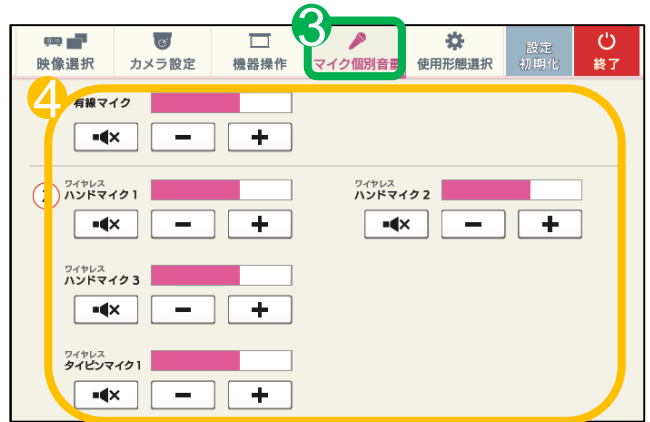 3
映像選択 カメラ設定 機器操作 マイク個別音量 使用形態選択 設定初期化 終了
4
有線マイク
2
ワイヤレス
ハンドマイク1
ワイヤレス
ハンドマイク2
ワイヤレス
ハンドマイク3
ワイヤレス
タイピンマイク1